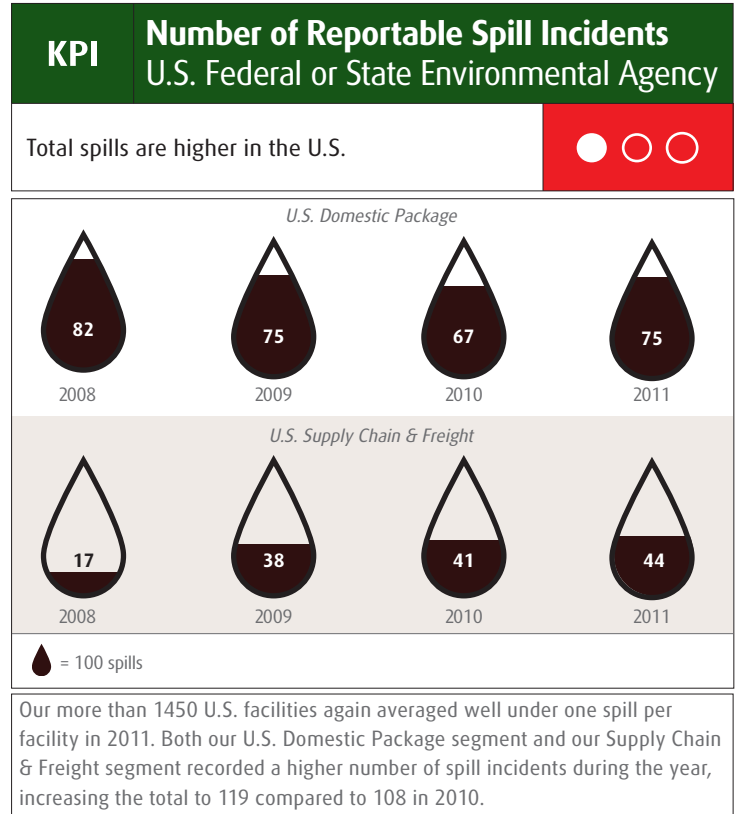 KPI
Number of Reportable Spill Incidents
U.S. Federal or State Environmental Agency
Total spills are higher in the U.S.
U.S. Domestic Package
82 75 67 75
2008 2009 2010 2011
U.S. Supply Chain & Freight
17 38 41 44
2008 2009 2010 2011
= 100 spills
Our more than 1450 U.S. facilities again averaged well under one spill per
facility in 2011. Both our U.S. Domestic Package segment and our Supply Chain
& Freight segment recorded a higher number of spill incidents during the year,
increasing the total to 119 compared to 108 in 2010.